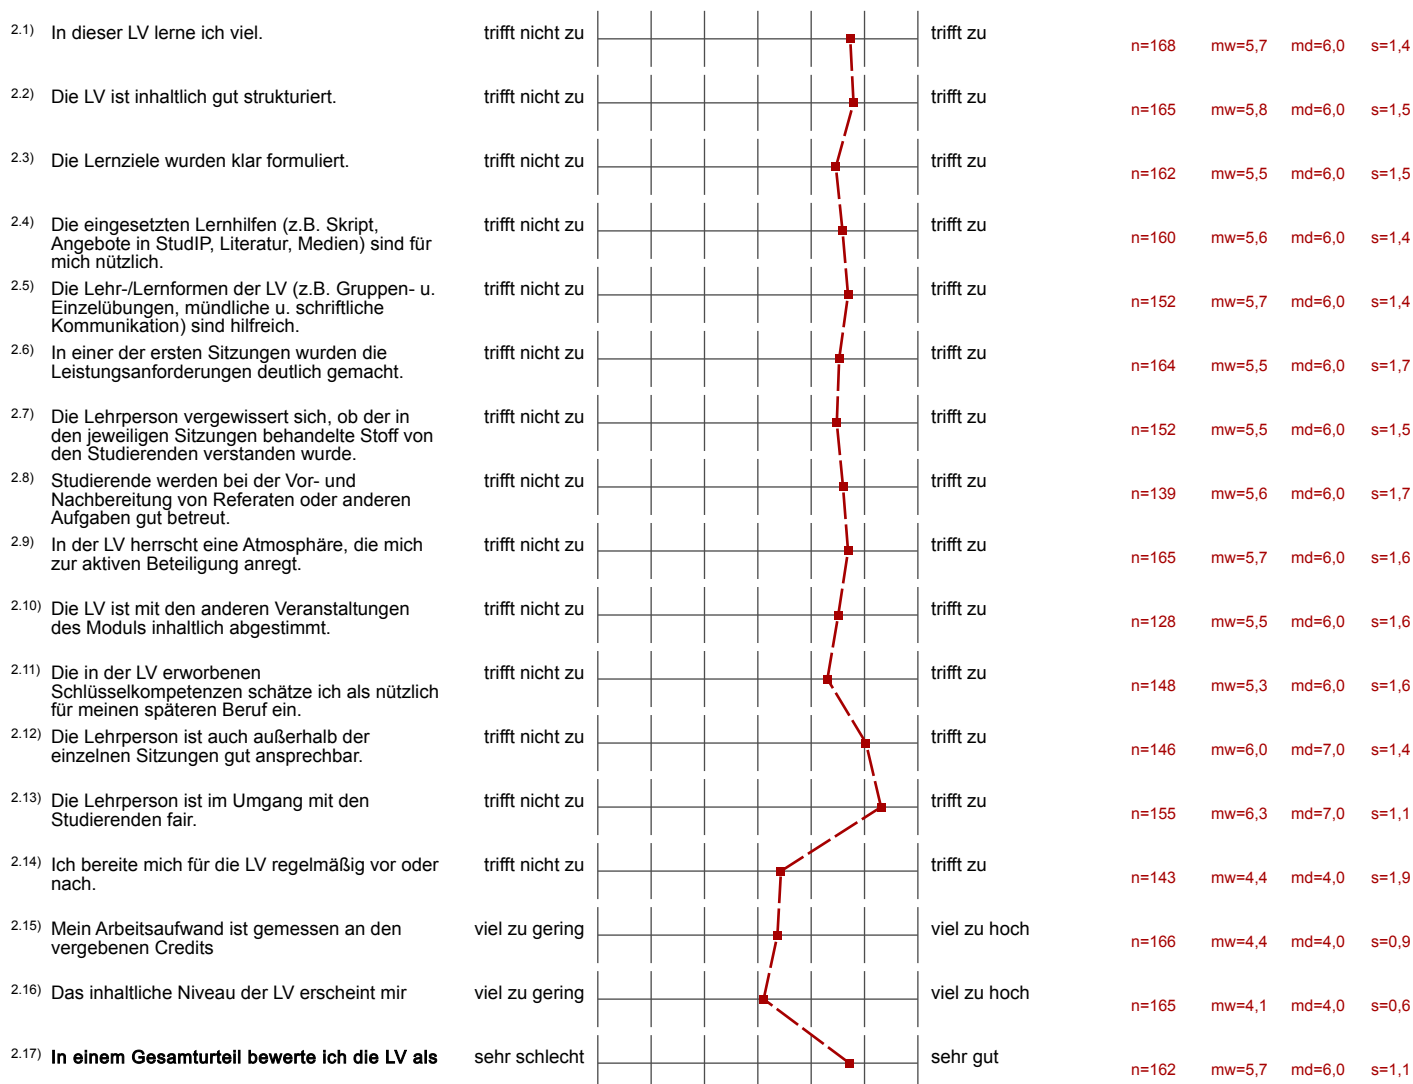 2.1) In dieser LV lerne ich viel. trifft nicht zu trifft zu n=168 mw=5,7 md=6,0 s=1,4
2.2) Die LV ist inhaltlich gut strukturiert. trifft nicht zu trifft zu n=165 mw=5,8 md=6,0 s=1,5
2.3) Die Lernziele wurden klar formuliert. trifft nicht zu trifft zu n=162 mw=5,5 md=6,0 s=1,5
2.4) Die eingesetzten Lernhilfen (z.B. Skript, trifft nicht zu trifft zu n=160 mw=5,6 md=6,0 s=1,4
Angebote in StudIP, Literatur, Medien) sind für
mich nützlich.
2.5) Die Lehr-/Lernformen der LV (z.B. Gruppen- u. trifft nicht zu trifft zu n=152 mw=5,7 md=6,0 s=1,4
Einzelübungen, mündliche u. schriftliche
Kommunikation) sind hilfreich.
2.6) In einer der ersten Sitzungen wurden die trifft nicht zu trifft zu n=164 mw=5,5 md=6,0 s=1,7
Leistungsanforderungen deutlich gemacht.
2.7) Die Lehrperson vergewissert sich, ob der in trifft nicht zu trifft zu n=152 mw=5,5 md=6,0 s=1,5
den jeweiligen Sitzungen behandelte Stoff von
den Studierenden verstanden wurde.
2.8) Studierende werden bei der Vor- und trifft nicht zu trifft zu n=139 mw=5,6 md=6,0 s=1,7
Nachbereitung von Referaten oder anderen
Aufgaben gut betreut.
2.9) In der LV herrscht eine Atmosphäre, die mich trifft nicht zu trifft zu n=165 mw=5,7 md=6,0 s=1,6
zur aktiven Beteiligung anregt.
2.10) Die LV ist mit den anderen Veranstaltungen trifft nicht zu trifft zu n=128 mw=5,5 md=6,0 s=1,6
des Moduls inhaltlich abgestimmt.
2.11) Die in der LV erworbenen trifft nicht zu trifft zu n=148 mw=5,3 md=6,0 s=1,6
Schlüsselkompetenzen schätze ich als nützlich
für meinen späteren Beruf ein.
2.12) Die Lehrperson ist auch außerhalb der trifft nicht zu trifft zu n=146 mw=6,0 md=7,0 s=1,4
einzelnen Sitzungen gut ansprechbar.
2.13) Die Lehrperson ist im Umgang mit den trifft nicht zu trifft zu n=155 mw=6,3 md=7,0 s=1,1
Studierenden fair.
2.14) Ich bereite mich für die LV regelmäßig vor oder trifft nicht zu trifft zu n=143 mw=4,4 md=4,0 s=1,9
nach.
2.15) Mein Arbeitsaufwand ist gemessen an den viel zu gering viel zu hoch n=166 mw=4,4 md=4,0 s=0,9
vergebenen Credits
2.16) Das inhaltliche Niveau der LV erscheint mir viel zu gering viel zu hoch n=165 mw=4,1 md=4,0 s=0,6
2.17) In einem Gesamturteil bewerte ich die LV als sehr schlecht sehr gut n=162 mw=5,7 md=6,0 s=1,1